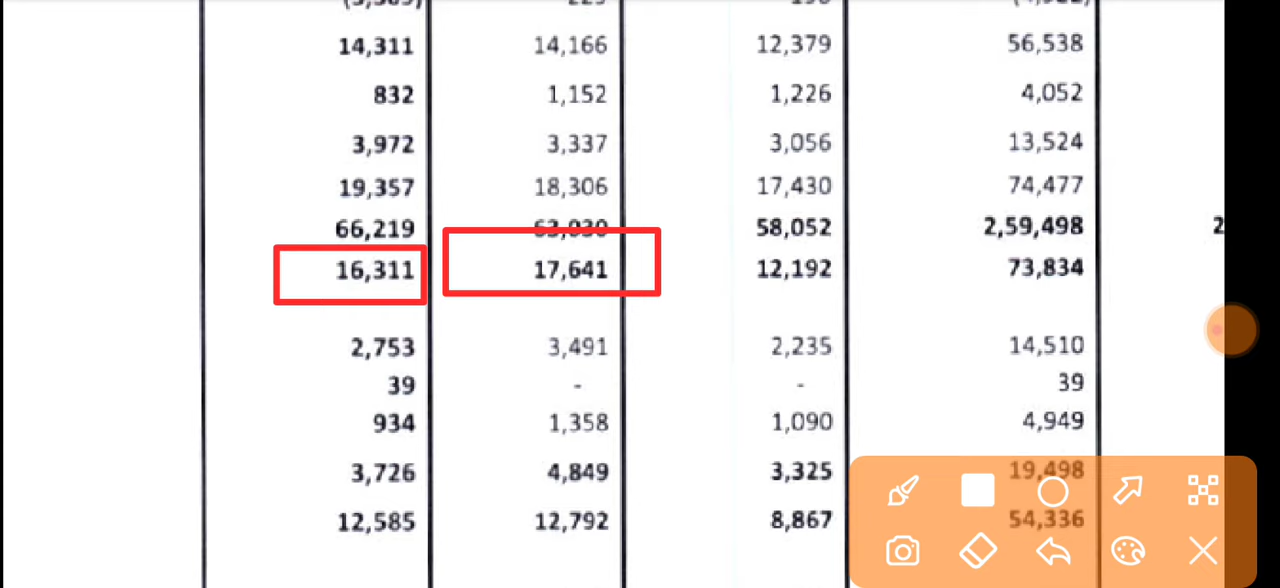 14,311 14,166 12,379 56,538
832 1,152 1,226 4,052
3,972 3,337 3,056 13,524
19,357 18,306 17,430 74,477
66,219 63,030 58,052 2,59,498 2
16,311 17,641 12,192 73,834
2,753 3,491 2,235 14,510
39 - - 39
934 1,358 1,090 4,949
3,726 4,849 3,325 19,498
12,585 12,792 8,867 54,336